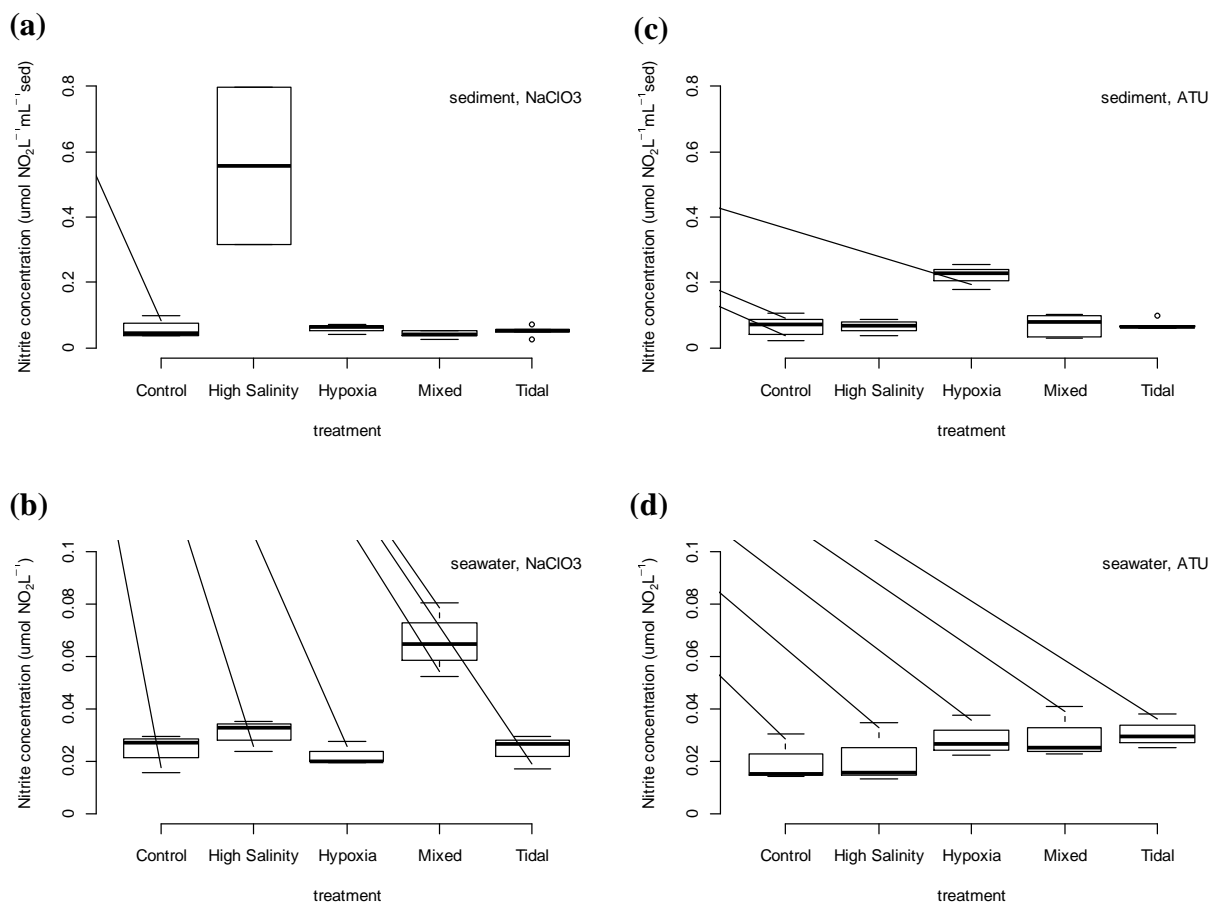 (a)
Nitrite concentration (umol NO₂L⁻¹mL⁻¹sed)
0 0.2 0.4 0.6 0.8
sediment, NaClO3
Control High Salinity Hypoxia Mixed Tidal
treatment
(c)
Nitrite concentration (umol NO₂L⁻¹mL⁻¹sed)
0 0.2 0.4 0.6 0.8
sediment, ATU
Control High Salinity Hypoxia Mixed Tidal
treatment
(b)
Nitrite concentration (umol NO₂L⁻¹)
0 0.02 0.04 0.06 0.08 0.1
seawater, NaClO3
Control High Salinity Hypoxia Mixed Tidal
treatment
(d)
Nitrite concentration (umol NO₂L⁻¹)
0 0.02 0.04 0.06 0.08 0.1
seawater, ATU
Control High Salinity Hypoxia Mixed Tidal
treatment